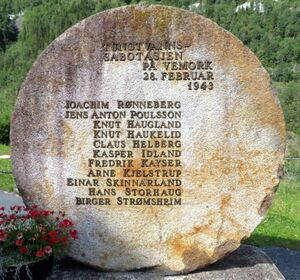 TUNGTVANNS-
SABOTASJEN
PÅ VEMORK
28. FEBRUAR
1943
JOACHIM RØNNEBERG
JENS ANTON POULSSON
KNUT HAUGLAND
KNUT HAUKELID
CLAUS HELBERG
KASPER IDLAND
FREDRIK KAYSER
ARNE KJELSTRUP
EINAR SKINNARLAND
HANS STORHAUG
BIRGER STRØMSHEIM